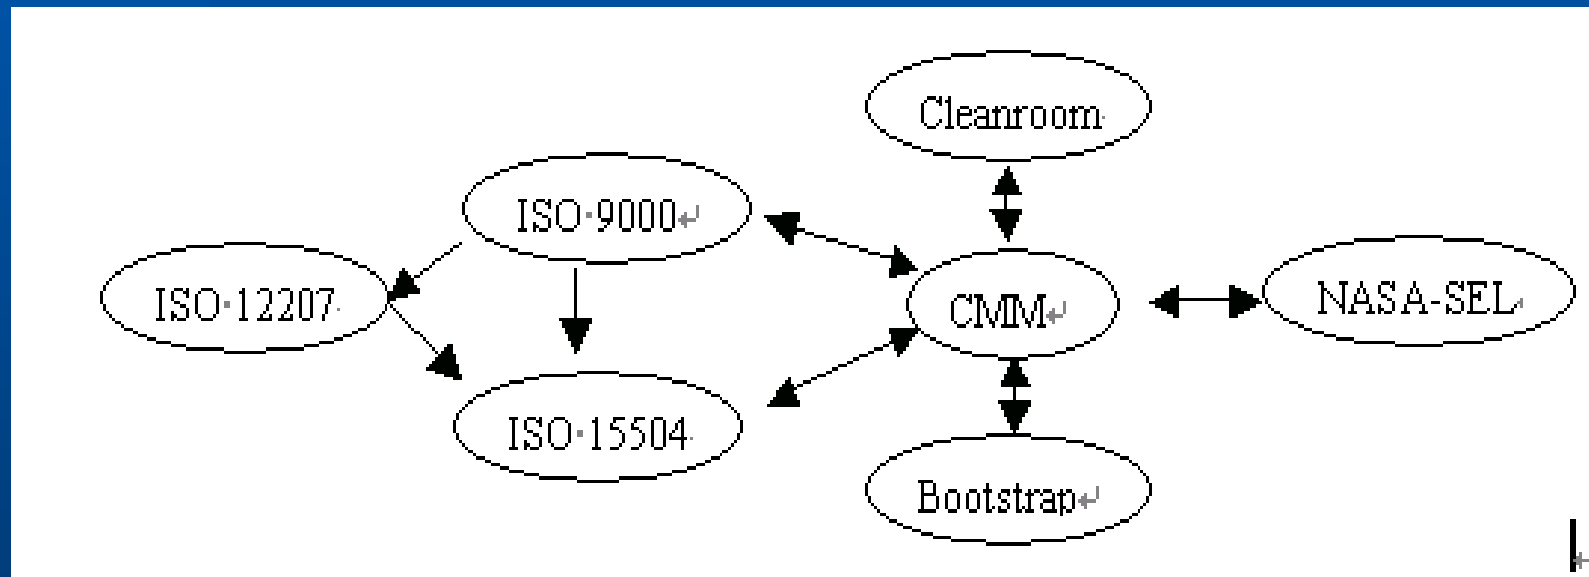 Cleanroom
ISO 9000
ISO 12207
CMM
NASA-SEL
ISO 15504
Bootstrap